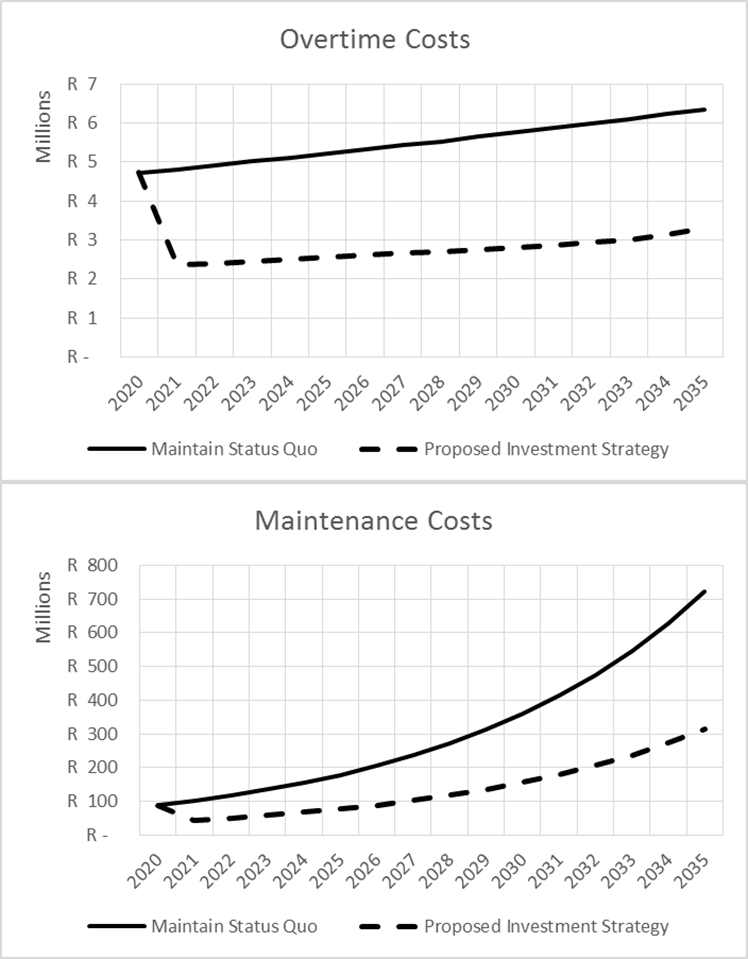 Overtime Costs
Millions
R 7
R 6
R 5
R 4
R 3
R 2
R 1
R -
2020 2021 2022 2023 2024 2025 2026 2027 2028 2029 2030 2031 2032 2033 2034 2035
Maintain Status Quo Proposed Investment Strategy
Maintenance Costs
Millions
R 800
R 700
R 600
R 500
R 400
R 300
R 200
R 100
R -
2020 2021 2022 2023 2024 2025 2026 2027 2028 2029 2030 2031 2032 2033 2034 2035
Maintain Status Quo Proposed Investment Strategy